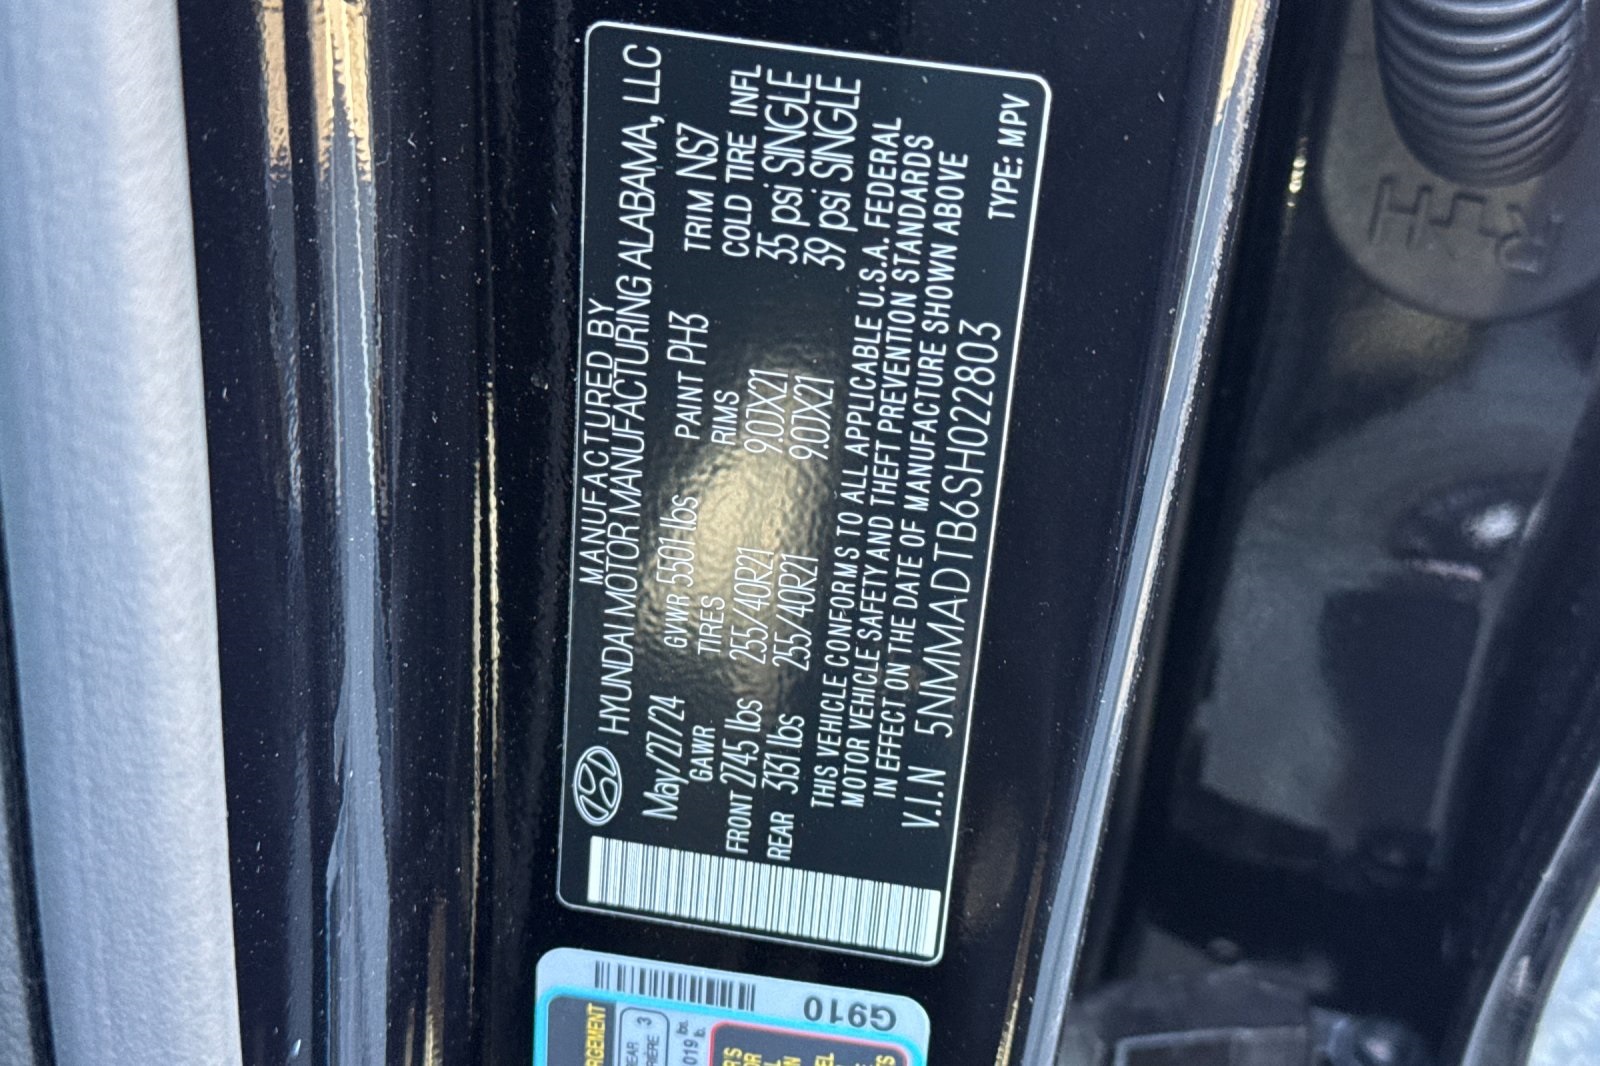 MANUFACTURED BY
HYUNDAI MOTOR MANUFACTURING ALABAMA, LLC
May/27/24 GVWR 5501 lbs PAINT PH3 TRIM NS7
GAWR TIRES RIMS COLD TIRE INFL
FRONT 2745 lbs 255/40R21 9.0JX21 35 psi SINGLE
REAR 3131 lbs 255/40R21 9.0JX21 39 psi SINGLE
THIS VEHICLE CONFORMS TO ALL APPLICABLE U.S.A. FEDERAL
MOTOR VEHICLE SAFETY AND THEFT PREVENTION STANDARDS
IN EFFECT ON THE DATE OF MANUFACTURE SHOWN ABOVE
V.I.N 5NMMADTB6SH022803
TYPE: MPV
G910
3
RH